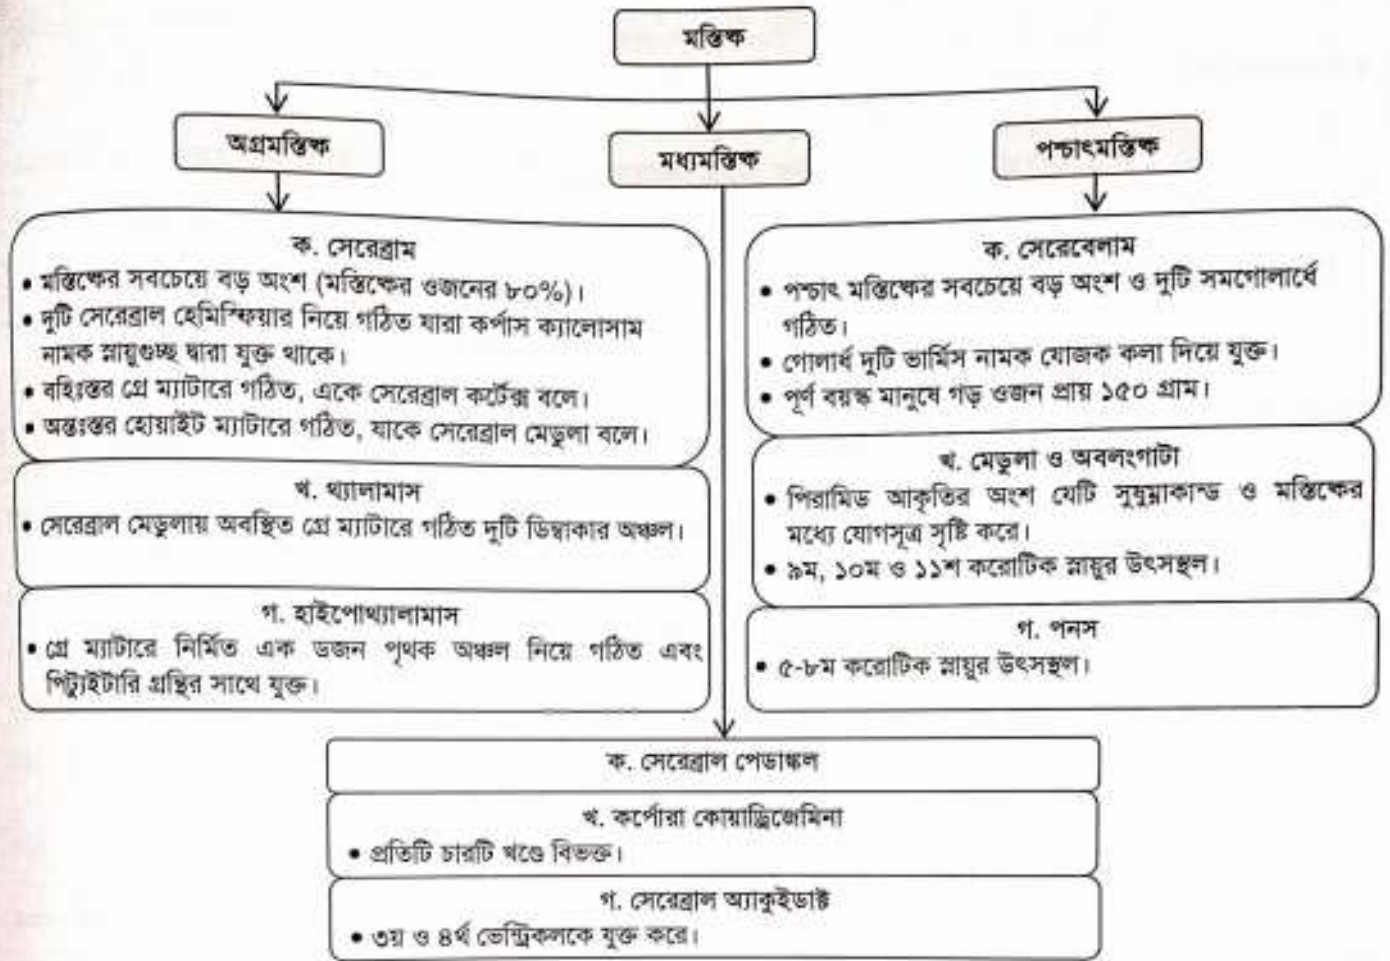 মস্তিষ্ক
অগ্রমস্তিষ্ক
মধ্যমস্তিষ্ক
পশ্চাৎমস্তিষ্ক
ক. সেরেব্রাম
• মস্তিষ্কের সবচেয়ে বড় অংশ (মস্তিষ্কের ওজনের ৮০%)।
• দুটি সেরেব্রাল হেমিস্ফিয়ার নিয়ে গঠিত যারা কর্পাস ক্যালোসাম
নামক স্নায়ুগুচ্ছ দ্বারা যুক্ত থাকে।
• বহিঃস্তর গ্রে ম্যাটারে গঠিত, একে সেরেব্রাল কর্টেক্স বলে।
• অন্তঃস্তর হোয়াইট ম্যাটারে গঠিত, যাকে সেরেব্রাল মেডুলা বলে।
খ. থ্যালামাস
• সেরেব্রাল মেডুলায় অবস্থিত গ্রে ম্যাটারে গঠিত দুটি ডিম্বাকার অঞ্চল।
গ. হাইপোথ্যালামাস
• গ্রে ম্যাটারে নির্মিত এক ডজন পৃথক অঞ্চল নিয়ে গঠিত এবং
পিট্যুইটারি গ্রন্থির সাথে যুক্ত।
ক. সেরেবেলাম
• পশ্চাৎ মস্তিষ্কের সবচেয়ে বড় অংশ ও দুটি সমগোলার্ধে
গঠিত।
• গোলার্ধ দুটি ভার্মিস নামক যোজক কলা দিয়ে যুক্ত।
• পূর্ণ বয়স্ক মানুষে গড় ওজন প্রায় ১৫০ গ্রাম।
খ. মেডুলা ও অবলংগাটা
• পিরামিড আকৃতির অংশ যেটি সুষুম্নাকান্ড ও মস্তিষ্কের
মধ্যে যোগসূত্র সৃষ্টি করে।
• ৯ম, ১০ম ও ১১শ করোটিক স্নায়ুর উৎসস্থল।
গ. পনস
• ৫-৮ম করোটিক স্নায়ুর উৎসস্থল।
ক. সেরেব্রাল পেডাঙ্কল
খ. কর্পোরা কোয়াড্রিজেমিনা
• প্রতিটি চারটি খণ্ডে বিভক্ত।
গ. সেরেব্রাল অ্যাকুইডাক্ট
• ৩য় ও ৪র্থ ভেন্ট্রিকলকে যুক্ত করে।